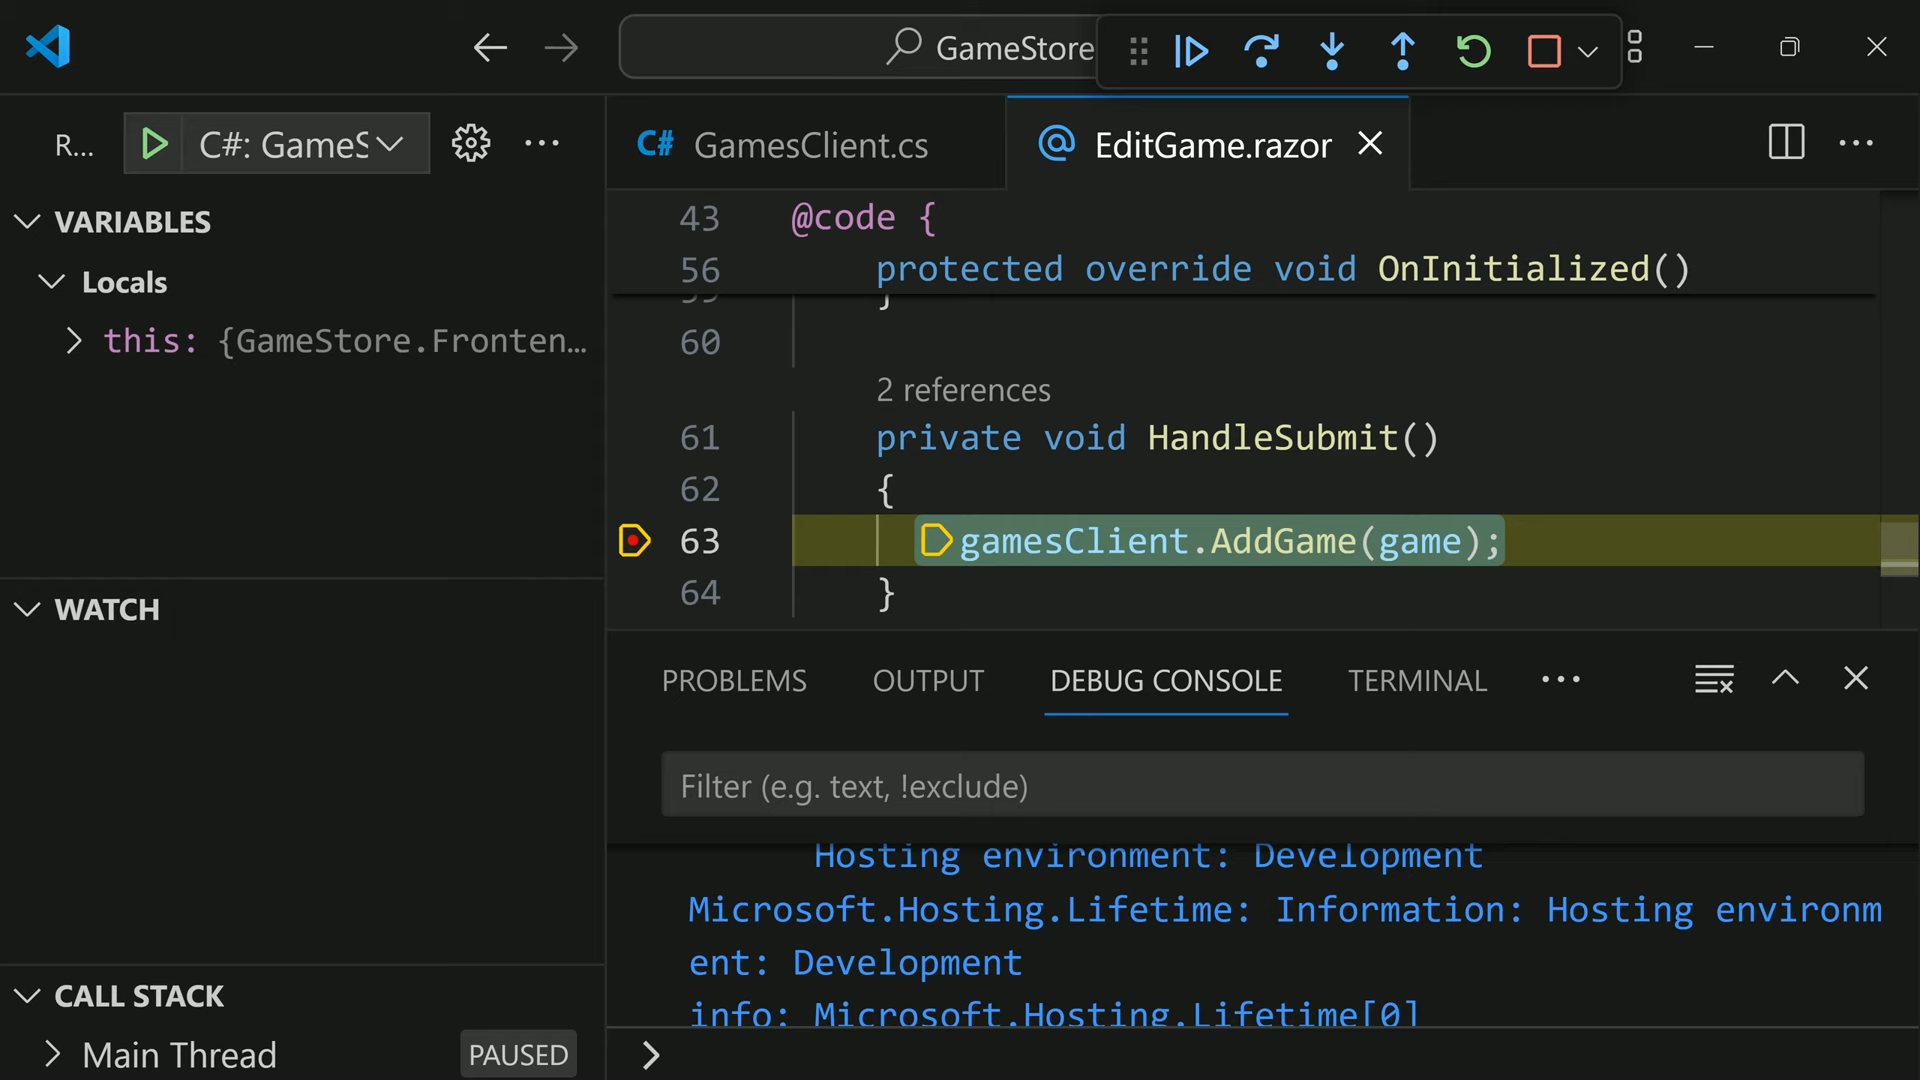 GameStore
R...
C#: GameS
C# GamesClient.cs
@ EditGame.razor
VARIABLES
Locals
this: {GameStore.Fronten...
WATCH
CALL STACK
Main Thread
PAUSED
43 @code {
56 protected override void OnInitialized()
59 }
60
2 references
61 private void HandleSubmit()
62 {
63 gamesClient.AddGame(game);
64 }
PROBLEMS
OUTPUT
DEBUG CONSOLE
TERMINAL
Filter (e.g. text, !exclude)
Hosting environment: Development
Microsoft.Hosting.Lifetime: Information: Hosting environm
ent: Development
info: Microsoft.Hosting.Lifetime[0]